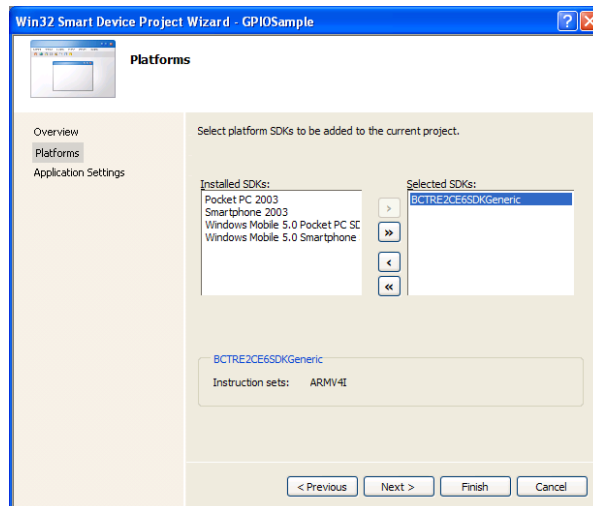 Win32 Smart Device Project Wizard - GPIOSample
Platforms
Overview
Platforms
Application Settings
Select platform SDKs to be added to the current project.
Installed SDKs:
Pocket PC 2003
Smartphone 2003
Windows Mobile 5.0 Pocket PC SD
Windows Mobile 5.0 Smartphone
>
»
<
«
Selected SDKs:
BCTRE2CE6SDKGeneric
BCTRE2CE6SDKGeneric
Instruction sets: ARMV4I
< Previous Next > Finish Cancel